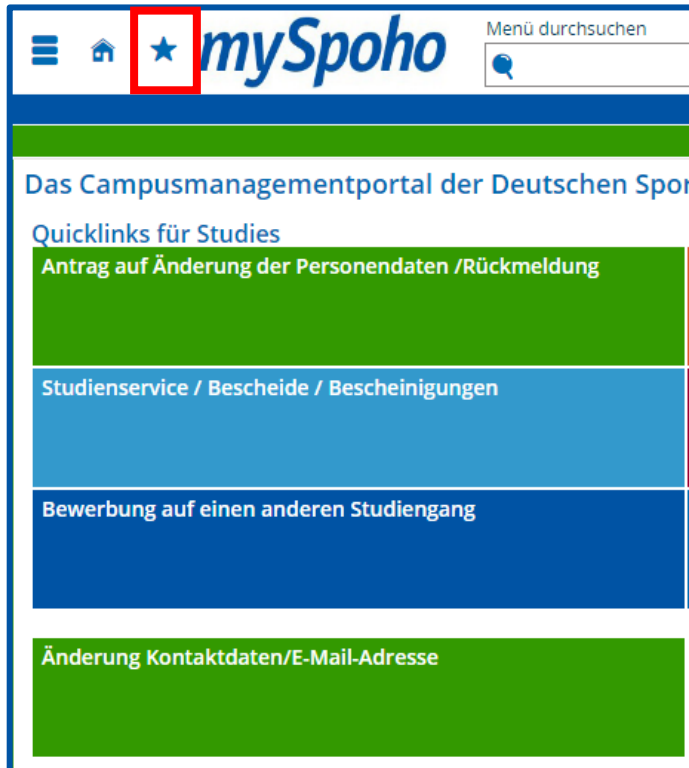 mySpoho
Menü durchsuchen
Das Campusmanagementportal der Deutschen
Quicklinks für Studies
Antrag auf Änderung der Personendaten /Rückmeldung
Studienservice / Bescheide / Bescheinigungen
Bewerbung auf einen anderen Studiengang
Änderung Kontaktdaten/E-Mail-Adresse